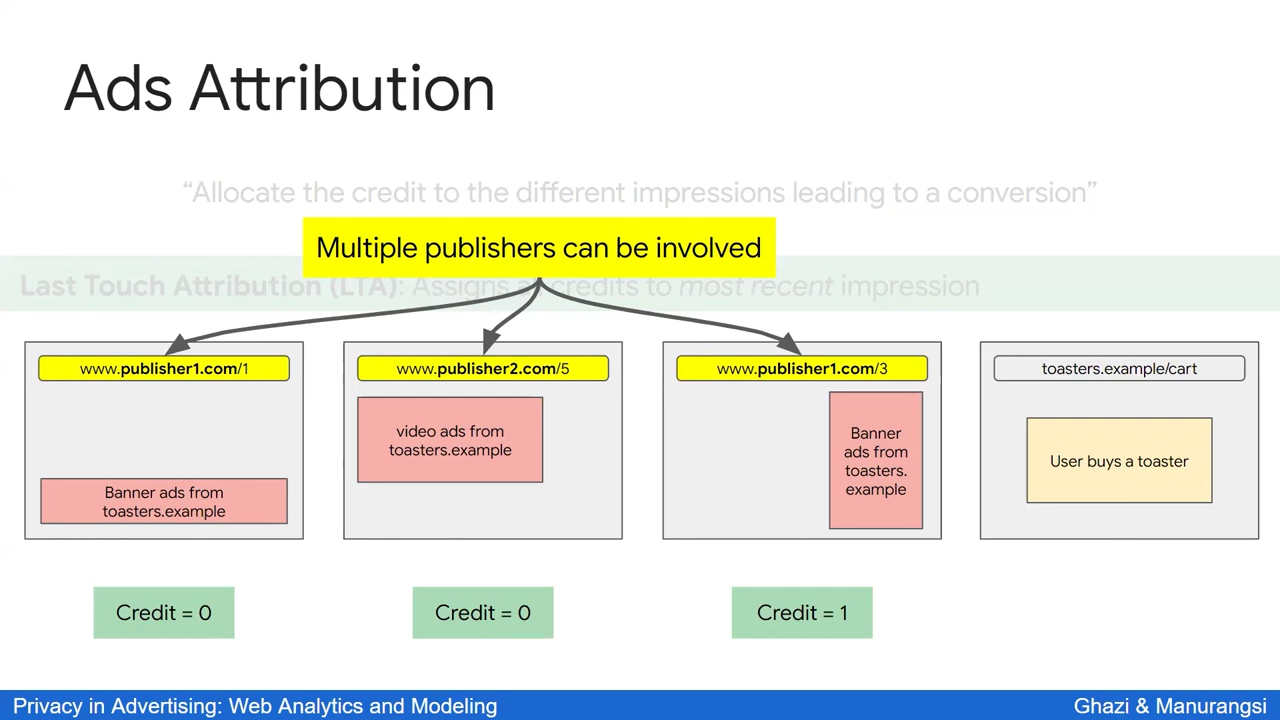 Ads Attribution
“Allocate the credit to the different impressions leading to a conversion”
Multiple publishers can be involved
Last Touch Attribution (LTA): Assigns a credits to most recent impression
www.publisher1.com/1
www.publisher2.com/5
www.publisher1.com/3
toasters.example/cart
Banner ads from
toasters.example
video ads from
toasters.example
Banner
ads from
toasters.
example
User buys a toaster
Credit = 0
Credit = 0
Credit = 1
Privacy in Advertising: Web Analytics and Modeling
Ghazi & Manurangsi